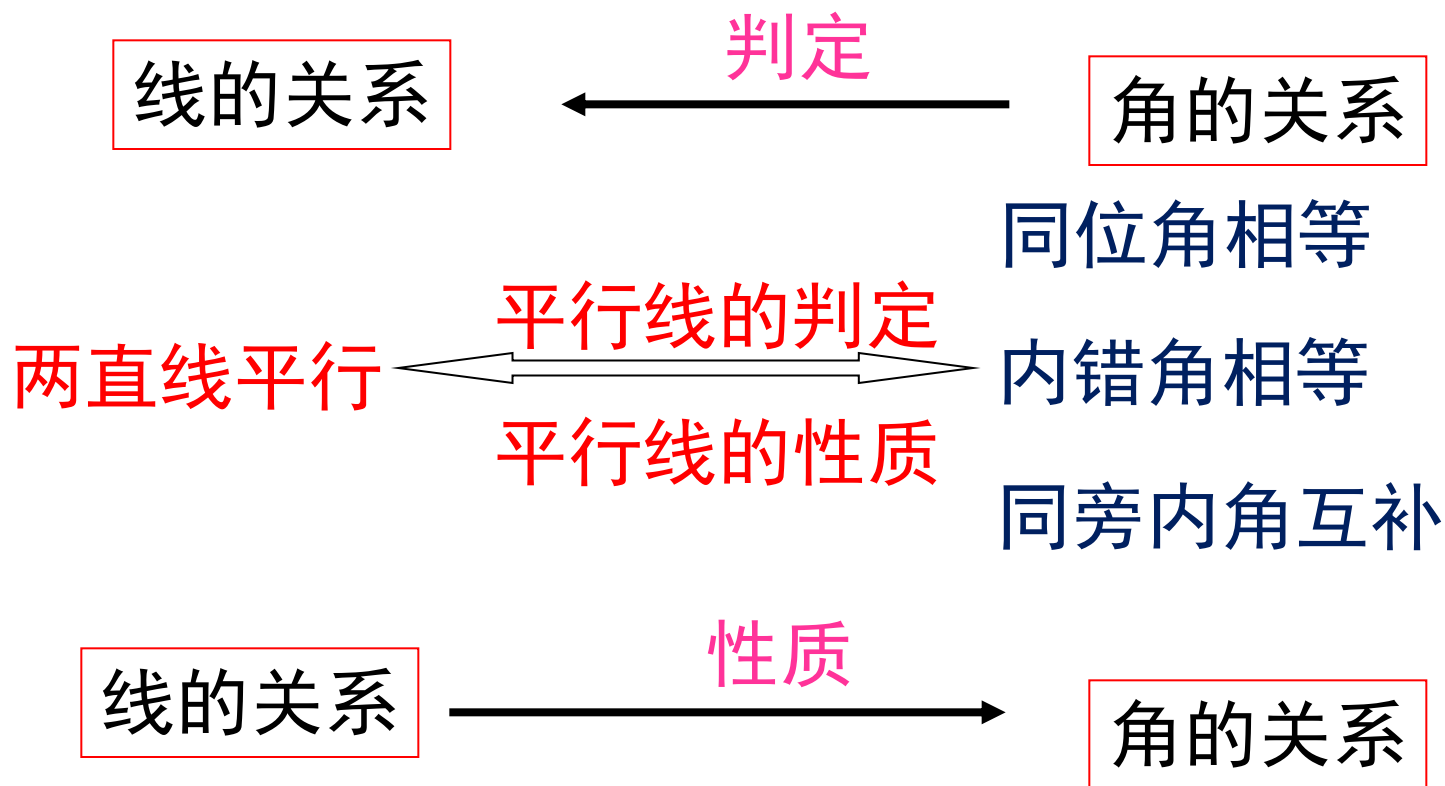 判定
线的关系
角的关系
同位角相等
平行线的判定
两直线平行
内错角相等
平行线的性质
同旁内角互补
性质
线的关系
角的关系